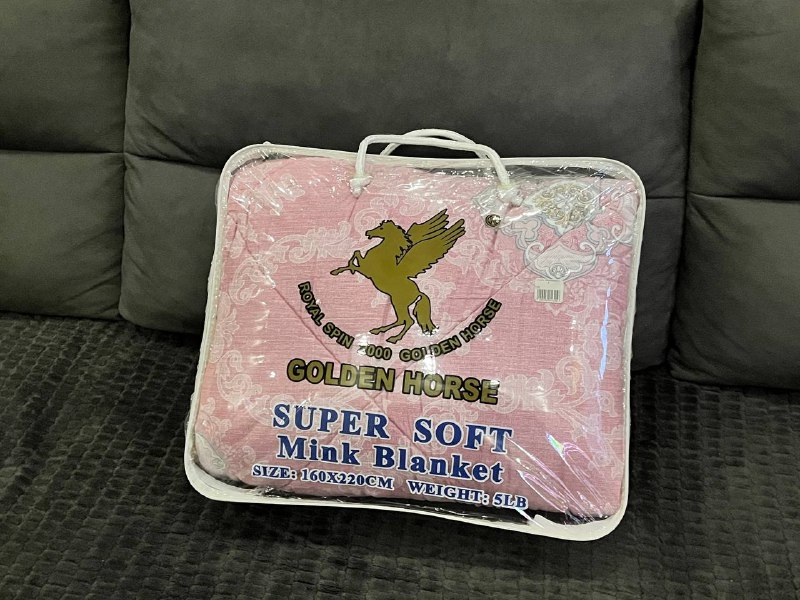 ROYAL SPIN 2000 GOLDEN HORSE
GOLDEN HORSE
SUPER SOFT
Mink Blanket
SIZE: 160X220CM WEIGHT: 5LB